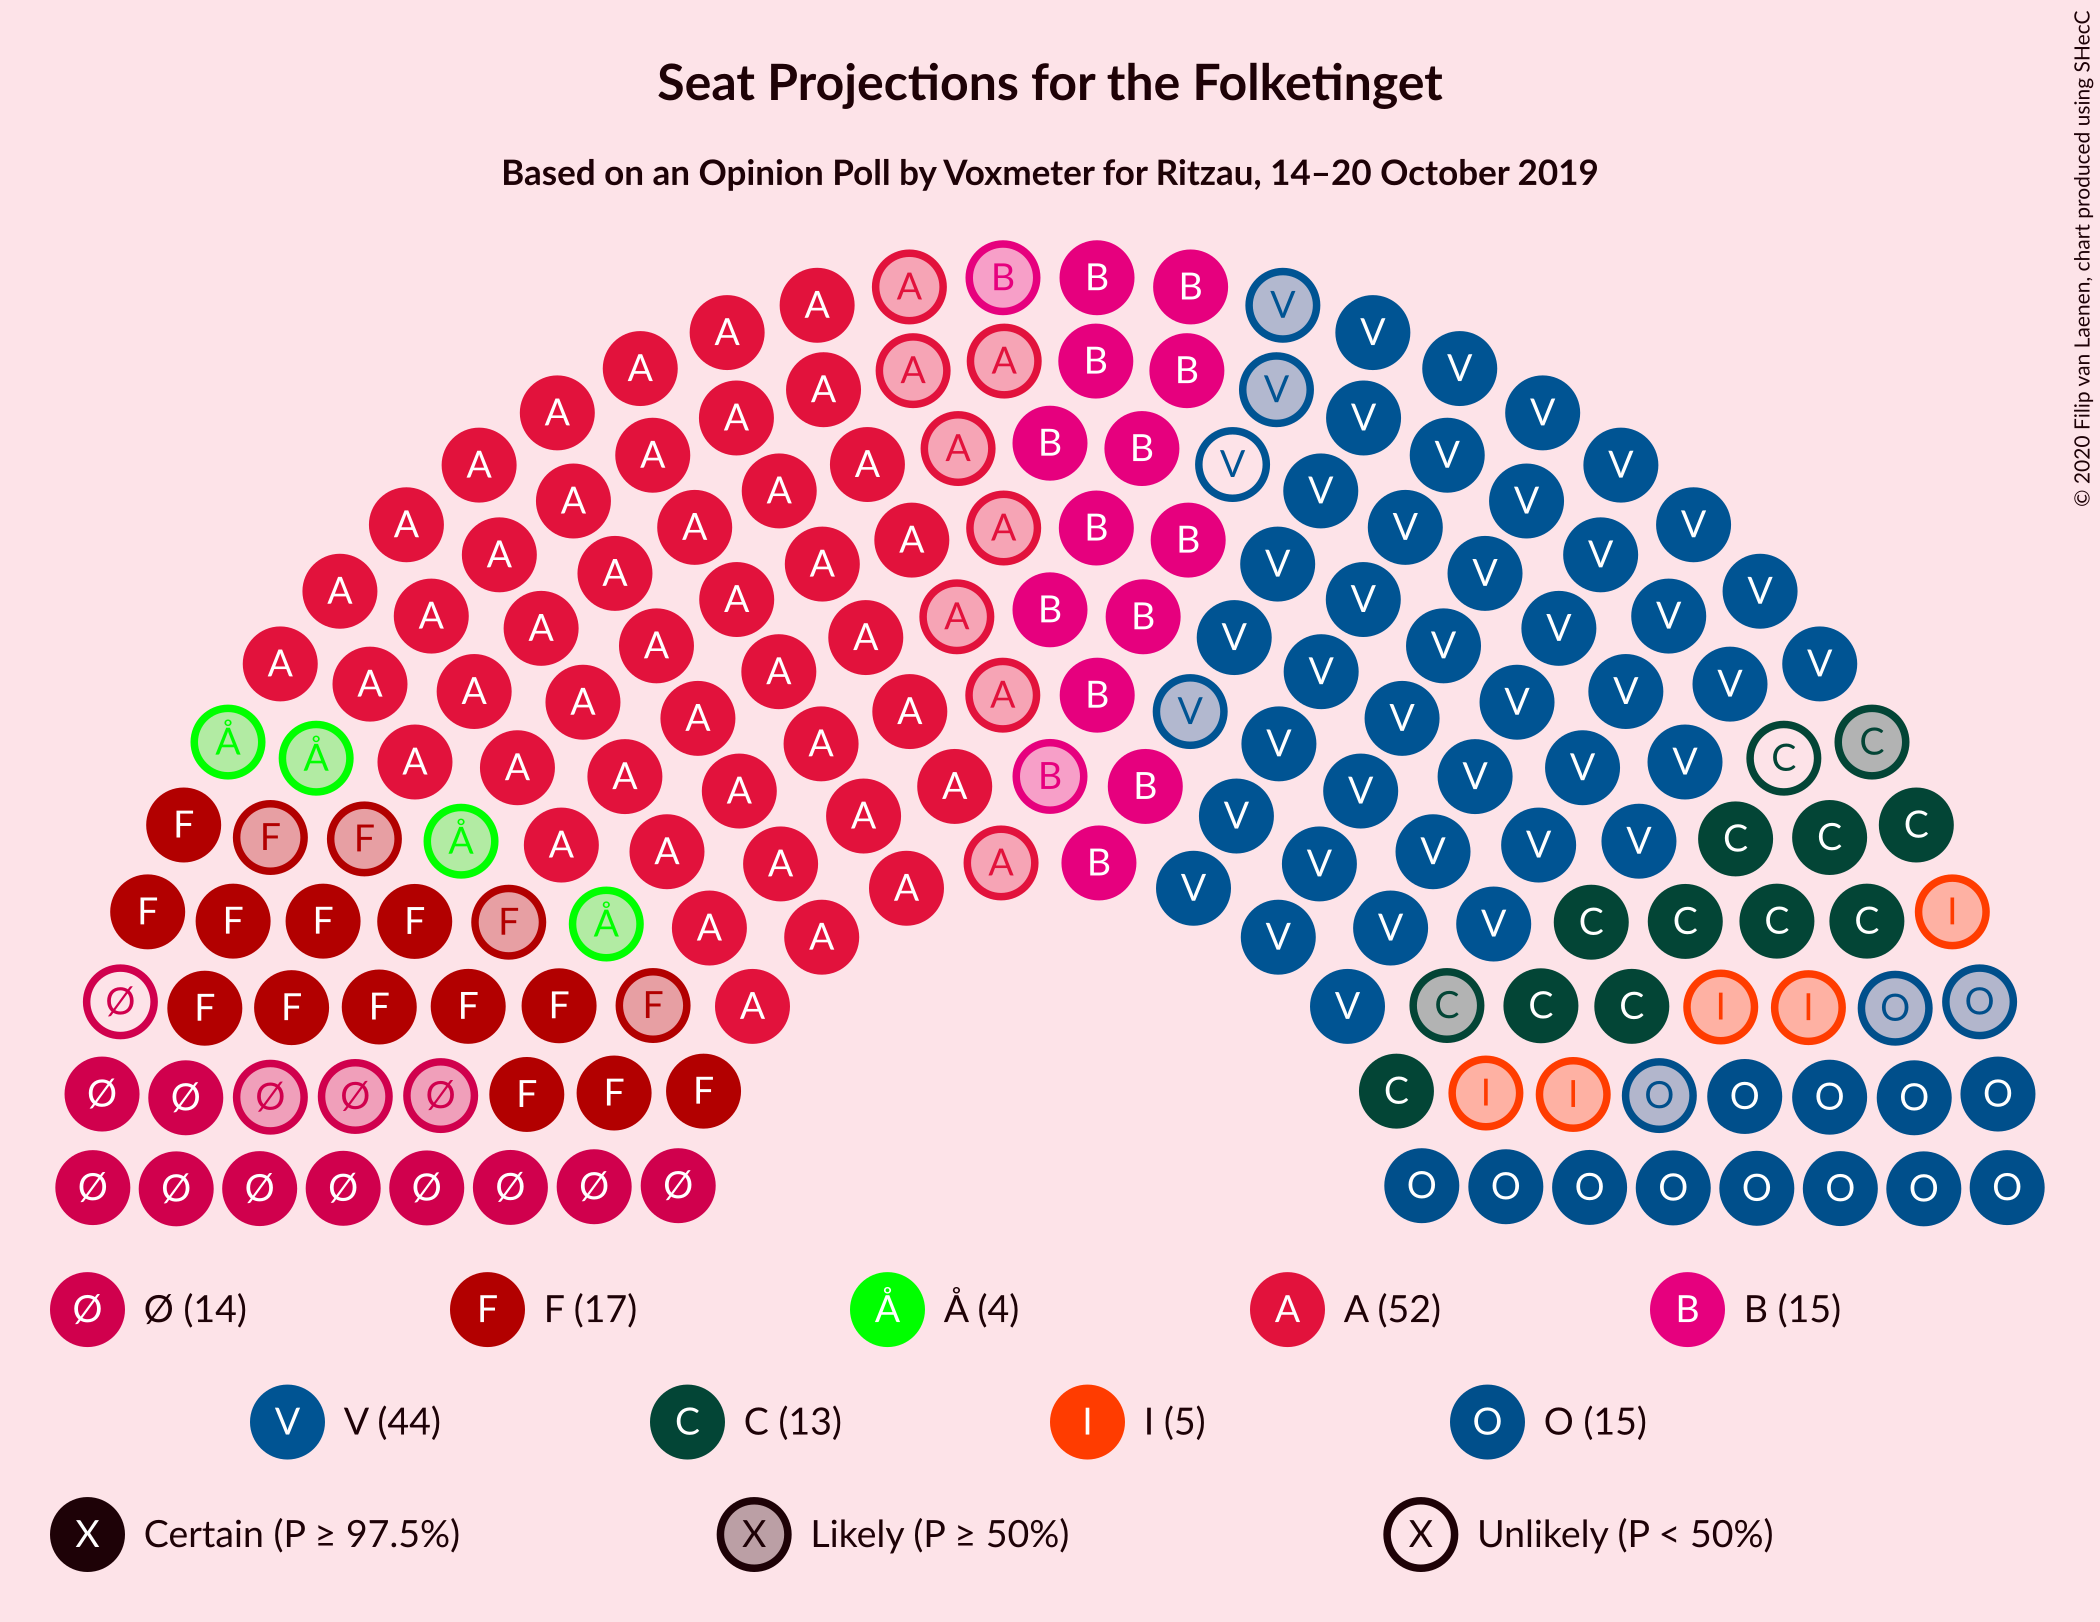 Seat Projections for the Folketinget
Based on an Opinion Poll by Voxmeter for Ritzau, 14–20 October 2019
© 2020 Filip van Laenen, chart produced using SHecC
B B B
A V
A V
A V
A B B
A V
A V
A V
A V
A V
A B B V
A V
A V
A V
A V
A B B
A V
A V
A V
A V
A V
A B B V
A V
A V
A V
A V
A V
A B V
A V
A V
A V
A V
Å Å A A A A A V V V V C C
A B B V
F F F Å A A A A V V V V C C C
A B V
F F F F F Å A A V V V C C C C I
Ø F F F F F F A V C C C I I O O
Ø Ø Ø Ø Ø F F F C I I O O O O O
Ø Ø Ø Ø Ø Ø Ø Ø O O O O O O O O
Ø Ø (14) F F (17) Å Å (4) A A (52) B B (15)
V V (44) C C (13) I I (5) O O (15)
X Certain (P ≥ 97.5%) X Likely (P ≥ 50%) X Unlikely (P < 50%)